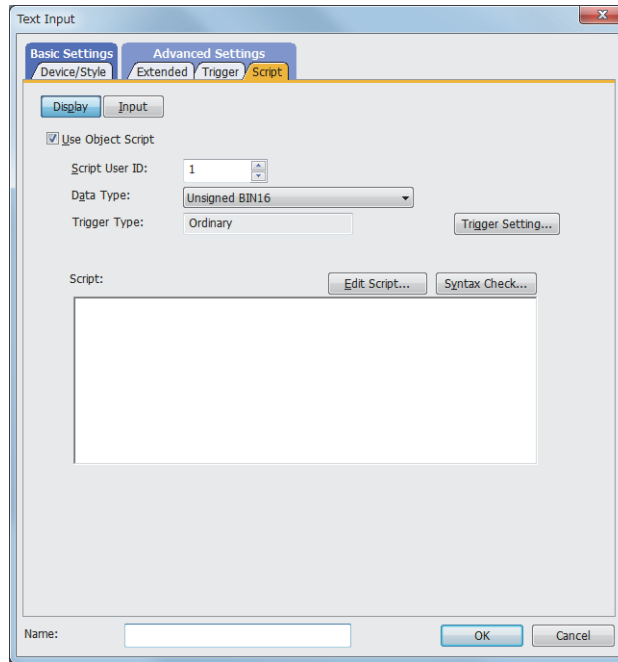 Text Input
Basic Settings Advanced Settings
Device/Style Extended Trigger Script
Display Input
Use Object Script
Script User ID: 1
Data Type: Unsigned BIN16
Trigger Type: Ordinary Trigger Setting...
Script: Edit Script... Syntax Check...
Name: OK Cancel